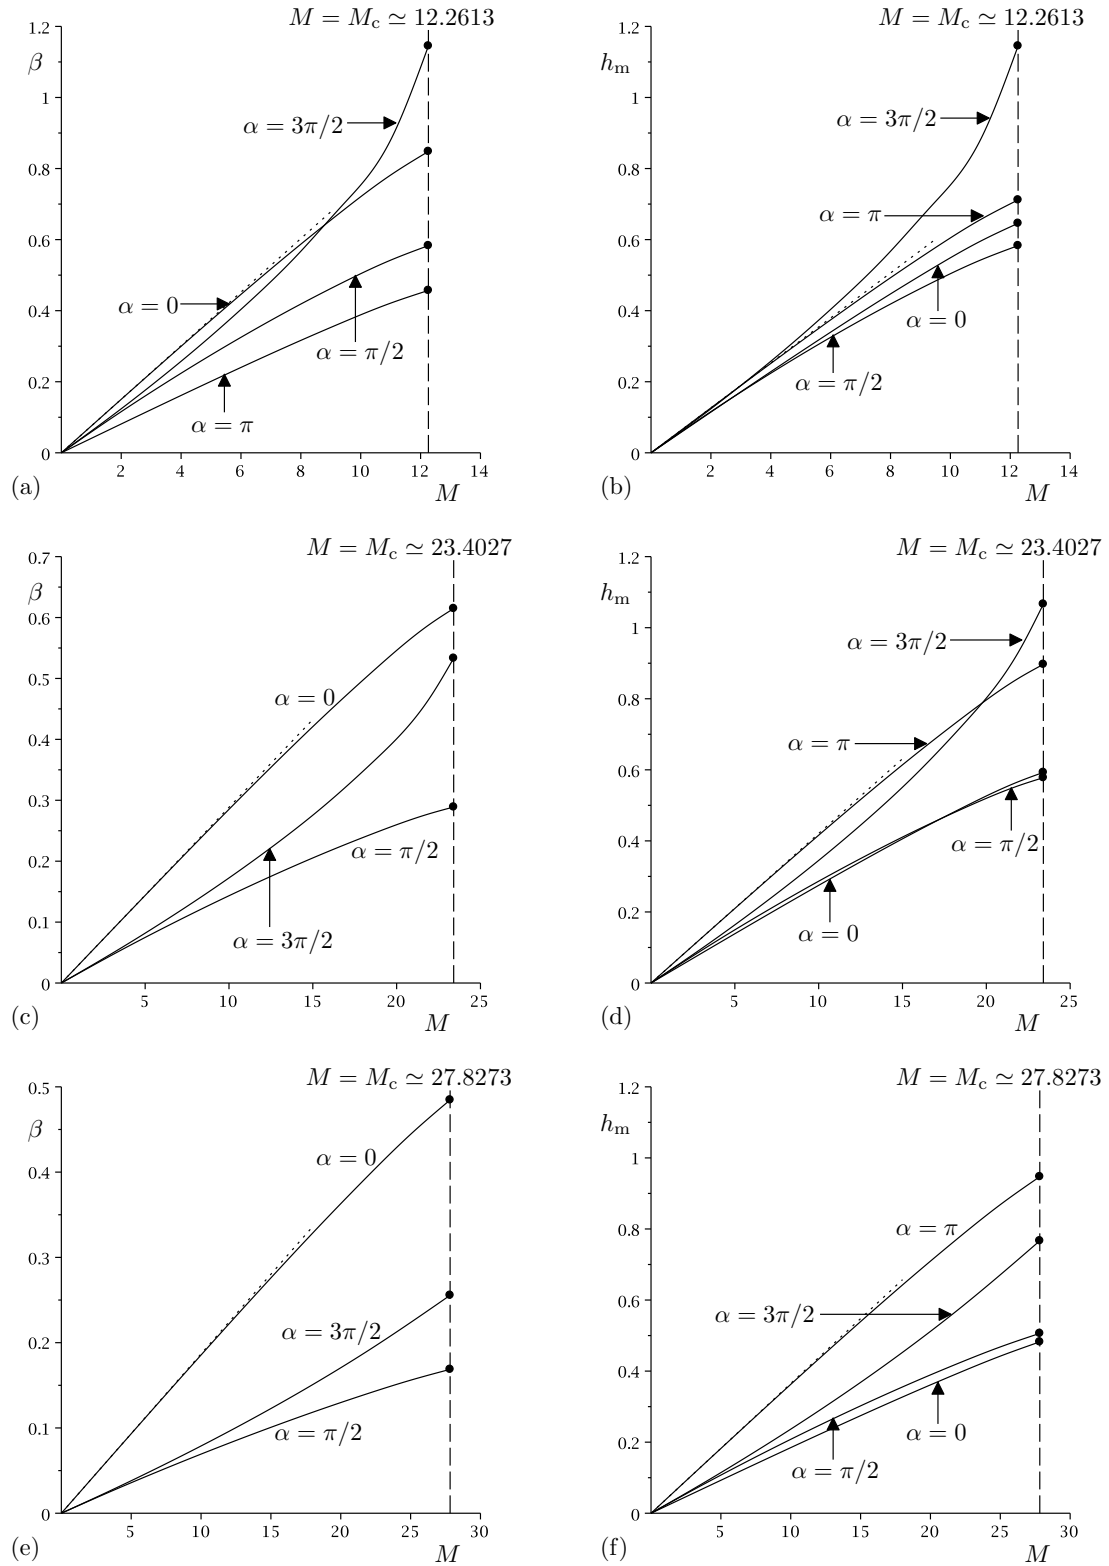 M = M_c ≃ 12.2613
1.2
β
1
0.8
0.6
0.4
0.2
0
α = 3π/2
α = 0
α = π/2
α = π
2 4 6 8 10 12 14
(a)
M
M = M_c ≃ 12.2613
1.2
h_m
1
0.8
0.6
0.4
0.2
0
α = 3π/2
α = π
α = 0
α = π/2
2 4 6 8 10 12 14
(b)
M
M = M_c ≃ 23.4027
0.7
β
0.6
0.5
0.4
0.3
0.2
0.1
0
α = 0
α = π/2
α = 3π/2
5 10 15 20 25
(c)
M
M = M_c ≃ 23.4027
1.2
h_m
1
0.8
0.6
0.4
0.2
0
α = 3π/2
α = π
α = π/2
α = 0
5 10 15 20 25
(d)
M
M = M_c ≃ 27.8273
0.5
β
0.4
0.3
0.2
0.1
0
α = 0
α = 3π/2
α = π/2
5 10 15 20 25 30
(e)
M
M = M_c ≃ 27.8273
1.2
h_m
1
0.8
0.6
0.4
0.2
0
α = π
α = 3π/2
α = 0
α = π/2
5 10 15 20 25 30
(f)
M